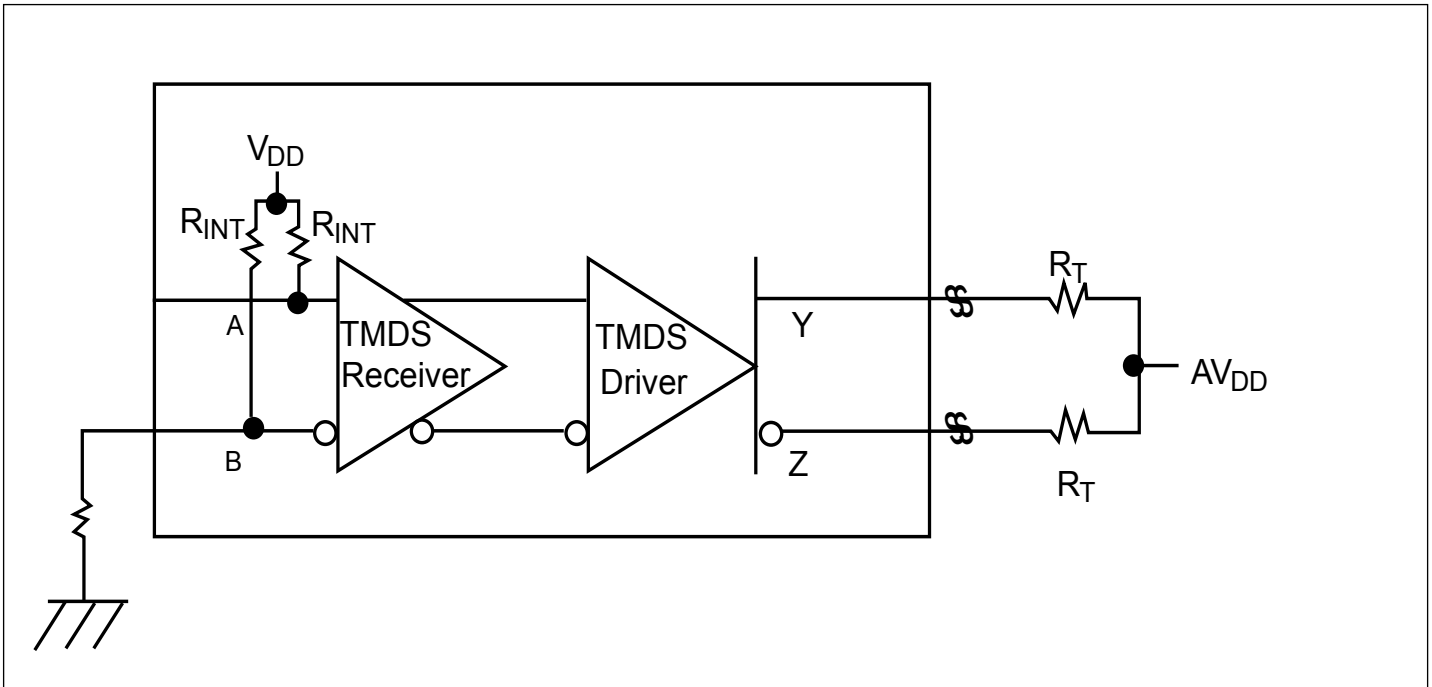 VDD
RINT
RINT
A
TMDS
Receiver
B
TMDS
Driver
Y
Z
RT
AVDD
RT